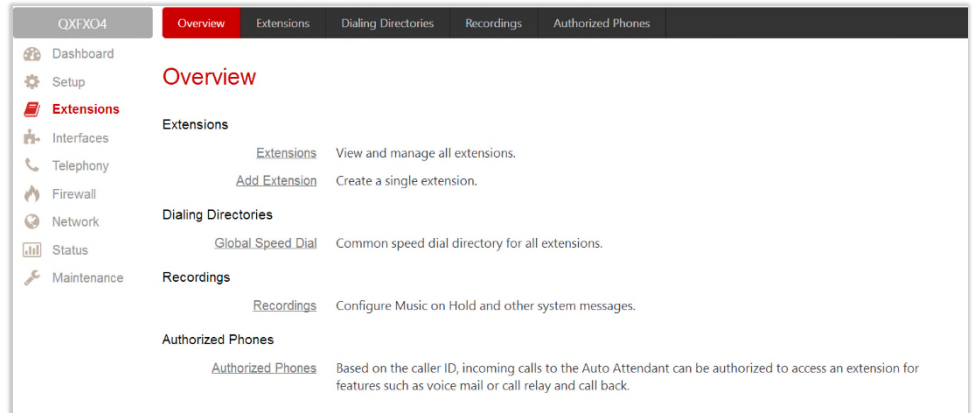 QXFXO4
Overview Extensions Dialing Directories Recordings Authorized Phones
Dashboard
Setup
Extensions
Interfaces
Telephony
Firewall
Network
Status
Maintenance
Overview
Extensions
Extensions View and manage all extensions.
Add Extension Create a single extension.
Dialing Directories
Global Speed Dial Common speed dial directory for all extensions.
Recordings
Recordings Configure Music on Hold and other system messages.
Authorized Phones
Authorized Phones Based on the caller ID, incoming calls to the Auto Attendant can be authorized to access an extension for
features such as voice mail or call relay and call back.